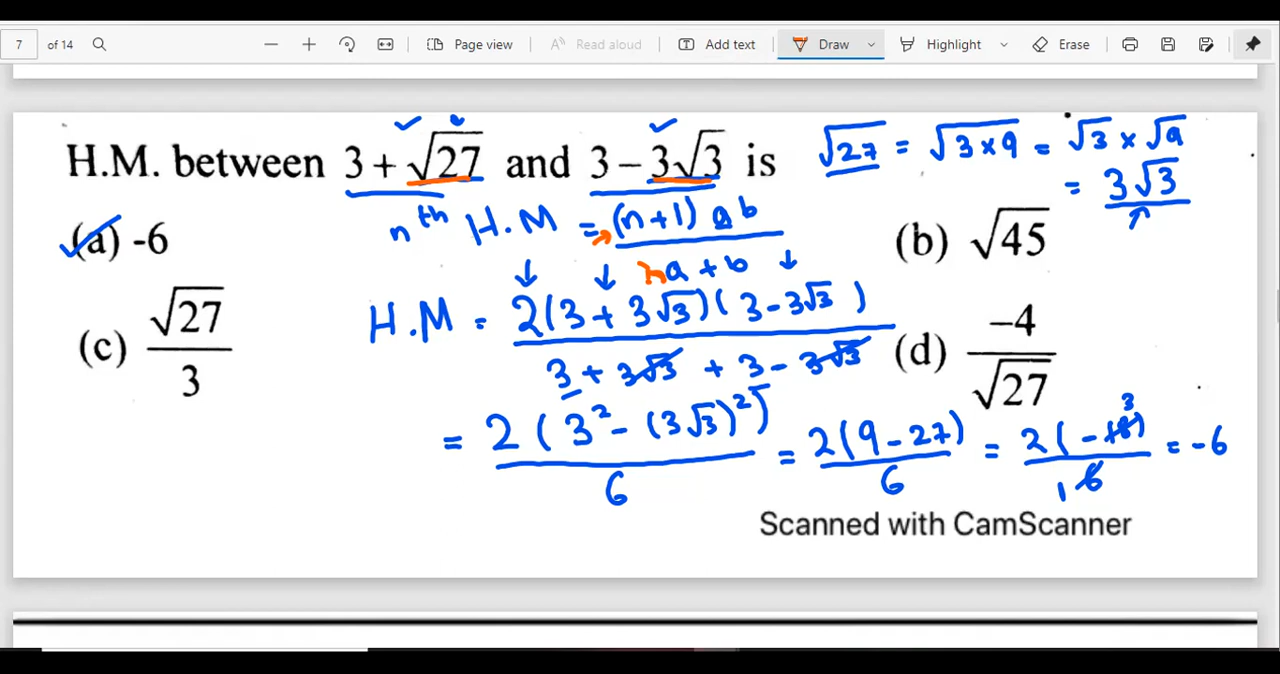 7 of 14 Page view Read aloud Add text Draw Highlight Erase
H.M. between 3 + √27 and 3 − 3√3 is
√27 = √3×9 = √3 × √9
= 3√3
(a) -6
(b) √45
nth H.M = (n+1) ab / na + b
(c) √27 / 3
(d) −4 / √27
H.M = 2(3 + 3√3)(3 − 3√3) / 3 + 3√3 + 3 − 3√3
= 2(3² − (3√3)²) / 6 = 2(9 − 27) / 6 = 2(−18) 3 / 1 6 = −6
Scanned with CamScanner